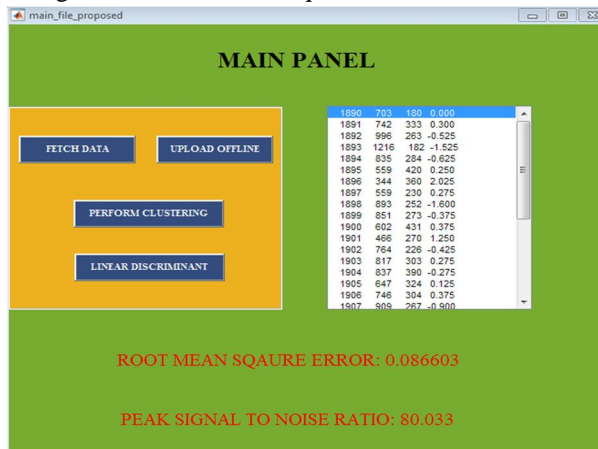 main_file_proposed
MAIN PANEL
FETCH DATA
UPLOAD OFFLINE
PERFORM CLUSTERING
LINEAR DISCRIMINANT
1890 703 180 0.000
1891 742 333 0.300
1892 996 263 -0.525
1893 1216 182 -1.525
1894 835 284 -0.625
1895 559 420 0.250
1896 344 360 2.025
1897 559 230 0.275
1898 893 252 -1.600
1899 851 273 -0.375
1900 602 431 0.375
1901 466 270 1.250
1902 764 226 -0.425
1903 817 303 0.275
1904 837 390 -0.275
1905 647 324 0.125
1906 746 304 0.375
1907 909 267 -0.900
ROOT MEAN SQAURE ERROR: 0.086603
PEAK SIGNAL TO NOISE RATIO: 80.033